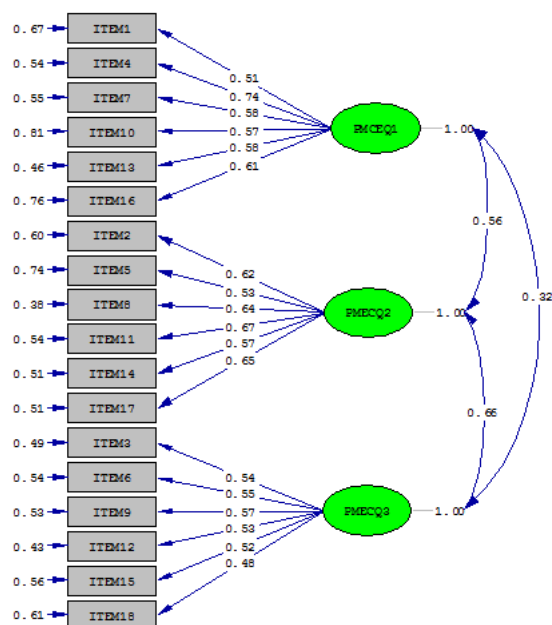 0.67 ITEM1
0.54 ITEM4
0.55 ITEM7
0.81 ITEM10
0.46 ITEM13
0.76 ITEM16
0.60 ITEM2
0.74 ITEM5
0.38 ITEM8
0.54 ITEM11
0.51 ITEM14
0.51 ITEM17
0.49 ITEM3
0.54 ITEM6
0.53 ITEM9
0.43 ITEM12
0.56 ITEM15
0.61 ITEM18
0.51
0.74
0.58
0.57
0.58
0.61
0.62
0.53
0.64
0.67
0.57
0.65
0.54
0.55
0.57
0.53
0.52
0.48
PMCEQ1 1.00
PMECQ2 1.00
PMECQ3 1.00
0.56
0.32
0.66